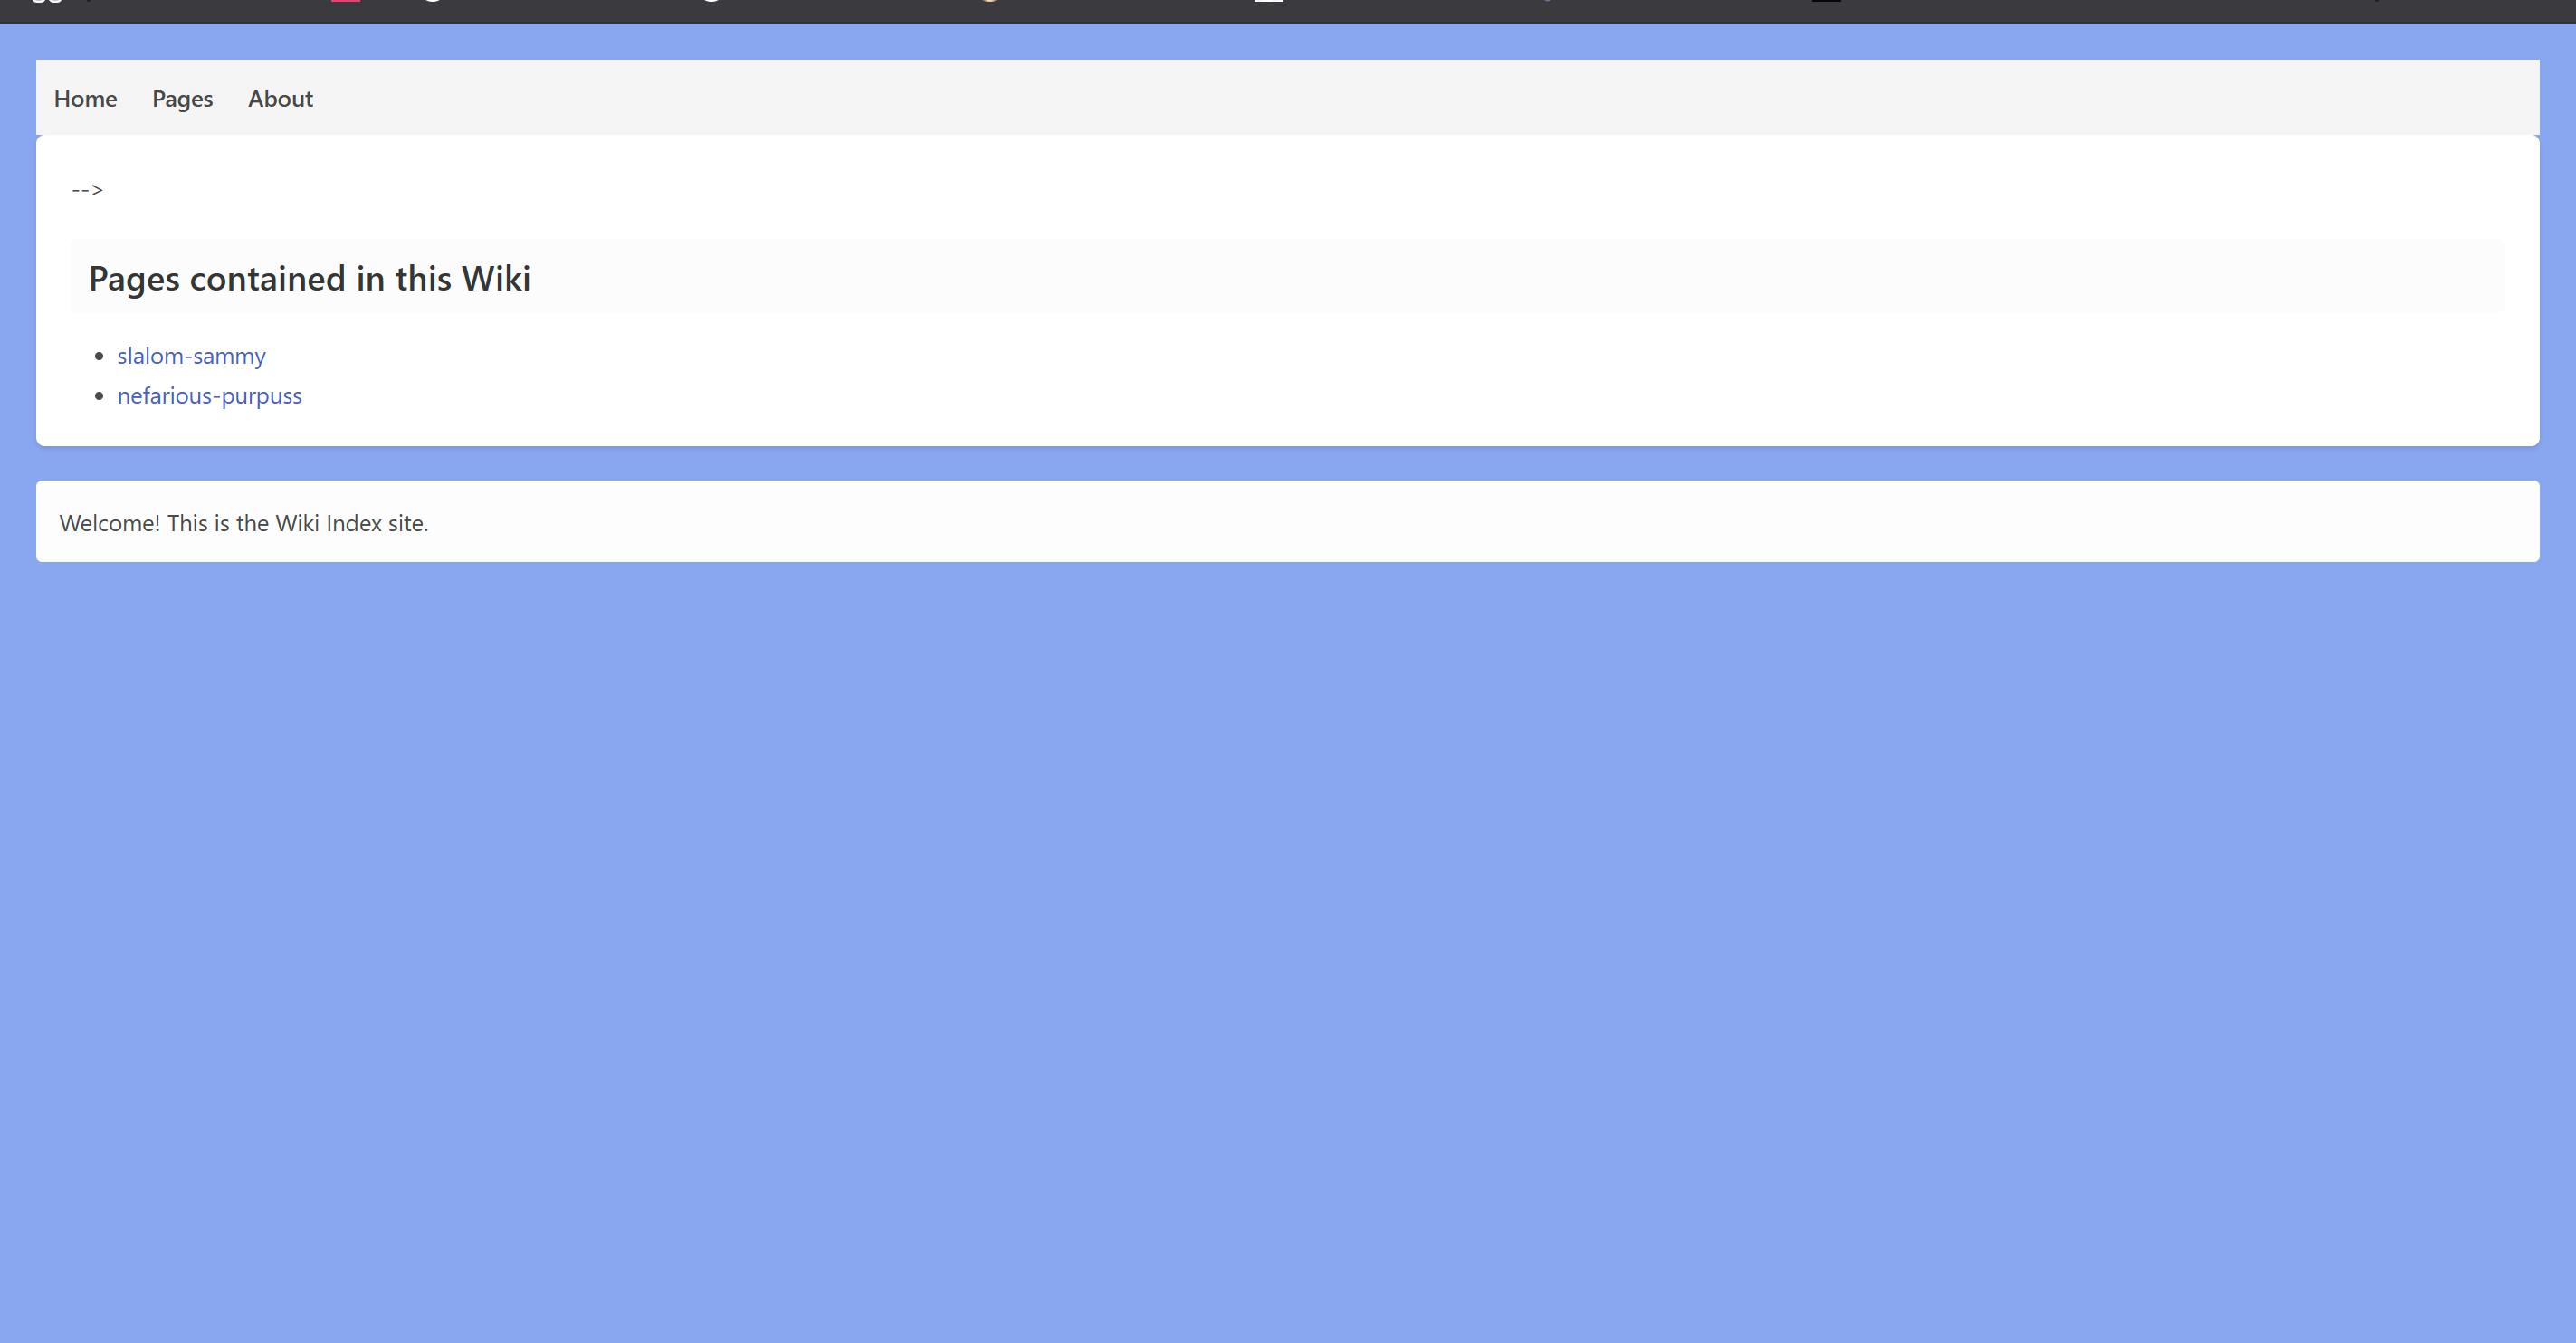 Home Pages About
-->
Pages contained in this Wiki
slalom-sammy
nefarious-purpuss
Welcome! This is the Wiki Index site.